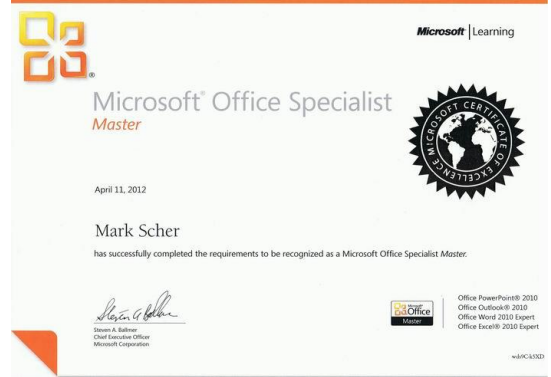 Microsoft | Learning
Microsoft® Office Specialist
Master
MICROSOFT CERTIFICATE OF EXCELLENCE
April 11, 2012
Mark Scher
has successfully completed the requirements to be recognized as a Microsoft Office Specialist Master.
Steven A Ballmer
Steven A. Ballmer
Chief Executive Officer
Microsoft Corporation
Microsoft
Office
Master
Office PowerPoint® 2010
Office Outlook® 2010
Office Word 2010 Expert
Office Excel® 2010 Expert